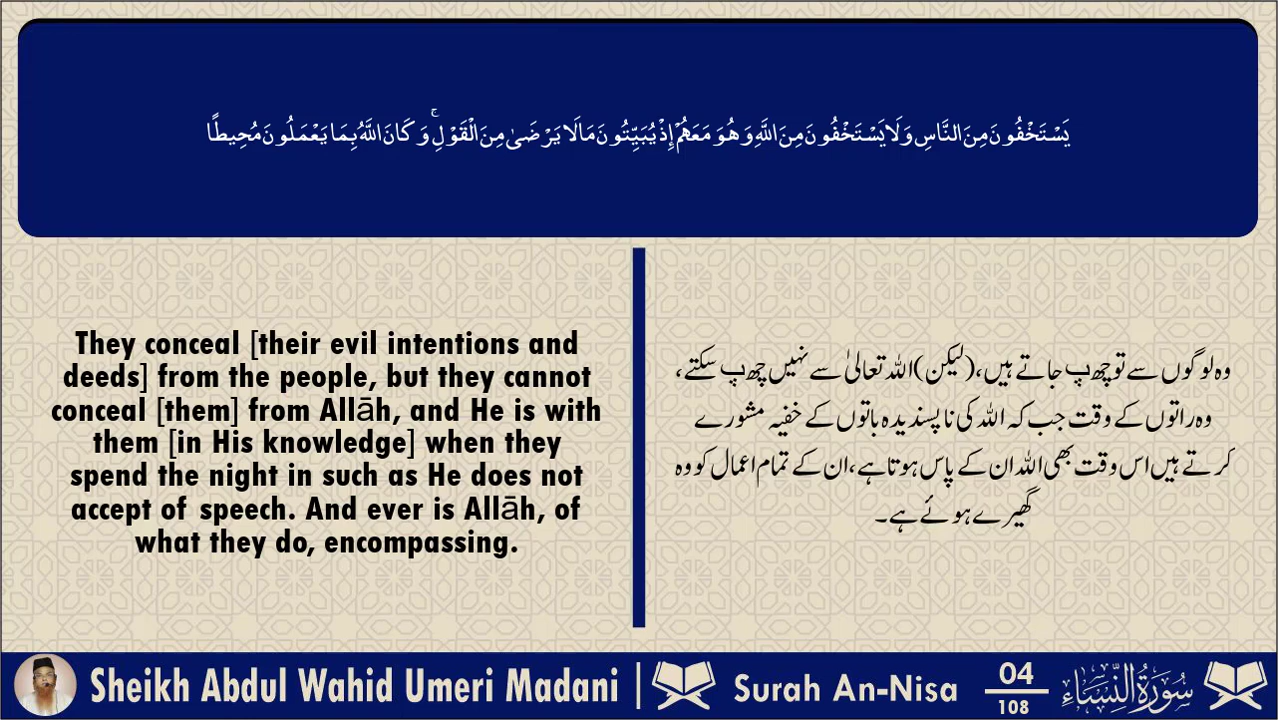 يَسْتَخْفُونَ مِنَ النَّاسِ وَلَا يَسْتَخْفُونَ مِنَ اللَّهِ وَهُوَ مَعَهُمْ إِذْ يُبَيِّتُونَ مَا لَا يَرْضَىٰ مِنَ الْقَوْلِ ۚ وَكَانَ اللَّهُ بِمَا يَعْمَلُونَ مُحِيطًا
They conceal [their evil intentions and
deeds] from the people, but they cannot
conceal [them] from Allāh, and He is with
them [in His knowledge] when they
spend the night in such as He does not
accept of speech. And ever is Allāh, of
what they do, encompassing.
وہ لوگوں سے تو چھپ جاتے ہیں، (لیکن) اللہ تعالیٰ سے نہیں چھپ سکتے،
وہ راتوں کے وقت جب کہ اللہ کی ناپسندیدہ باتوں کے خفیہ مشورے
کرتے ہیں اس وقت بھی اللہ ان کے پاس ہوتا ہے، ان کے تمام اعمال کو وہ
گھیرے ہوئے ہے۔
Sheikh Abdul Wahid Umeri Madani |
Surah An-Nisa
04
108
سُورَةُ النِّسَاءِ